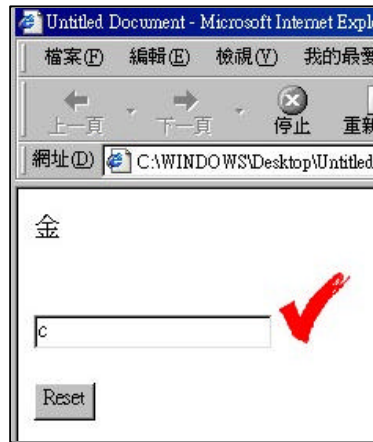 Untitled Document - Microsoft Internet Explo
檔案(F) 編輯(E) 檢視(V) 我的最愛
上一頁 下一頁 停止 重新
網址(D) C:\WINDOWS\Desktop\Untitled
金
c
Reset